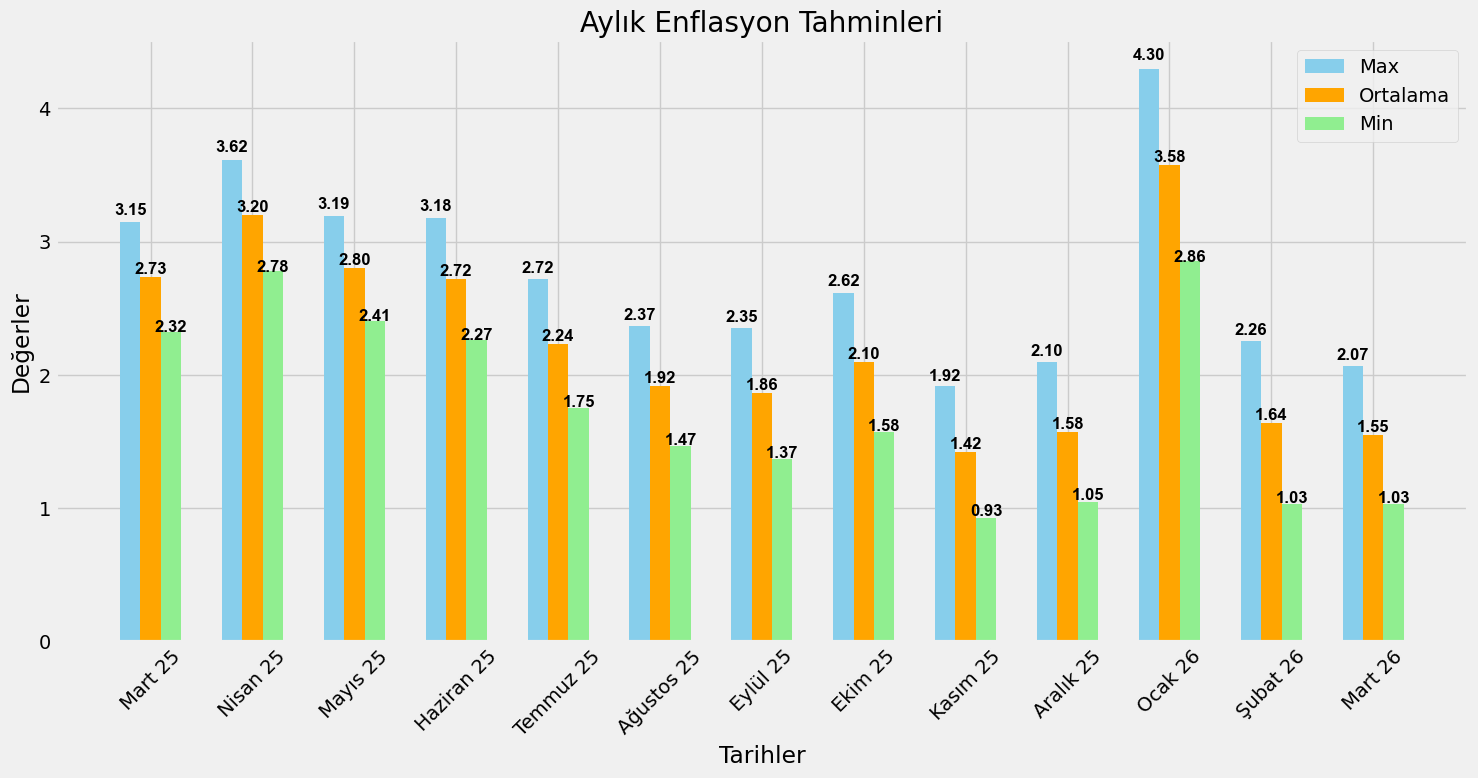 Aylık Enflasyon Tahminleri
Max
Ortalama
Min
Değerler
4
3
2
1
0
3.15
2.73
2.32
3.62
3.20
2.78
3.19
2.80
2.41
3.18
2.72
2.27
2.72
2.24
1.75
2.37
1.92
1.47
2.35
1.86
1.37
2.62
2.10
1.58
1.92
1.42
0.93
2.10
1.58
1.05
4.30
3.58
2.86
2.26
1.64
1.03
2.07
1.55
1.03
Mart 25
Nisan 25
Mayıs 25
Haziran 25
Temmuz 25
Ağustos 25
Eylül 25
Ekim 25
Kasım 25
Aralık 25
Ocak 26
Şubat 26
Mart 26
Tarihler